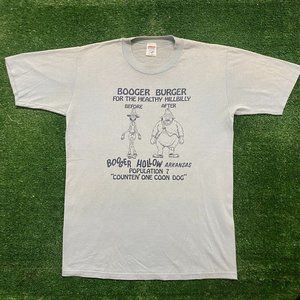 BOOGER BURGER
FOR THE HEALTHY HILLBILLY
BEFORE AFTER
BOOGER HOLLOW ARKANSAS
POPULATION 7
"COUNTEN' ONE COON DOG"